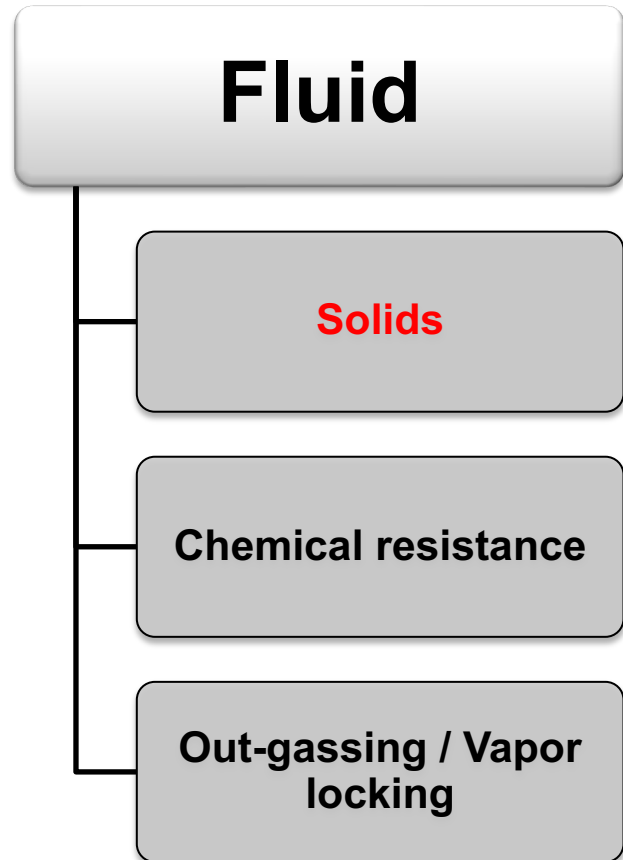 Fluid
Solids
Chemical resistance
Out-gassing / Vapor
locking